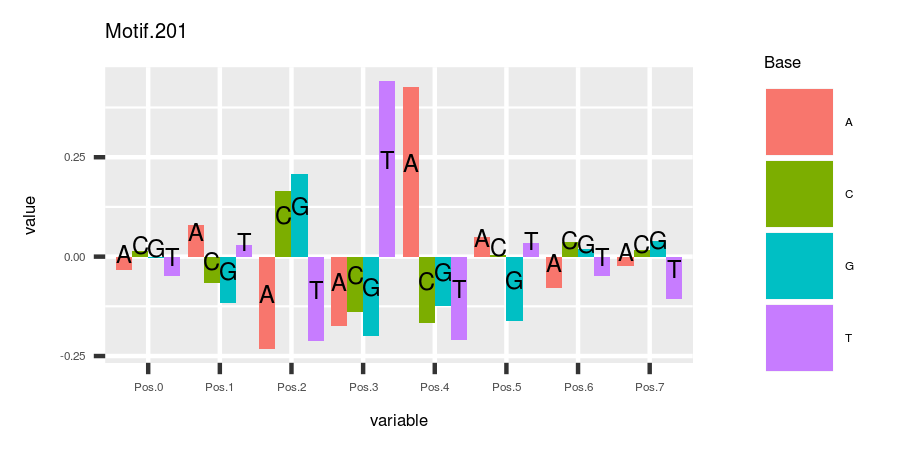 Motif.201
value
0.25
0.00
-0.25
A C G T A C G T A C G T A C G T A C G T A C G T A C G T A C G T
Pos.0 Pos.1 Pos.2 Pos.3 Pos.4 Pos.5 Pos.6 Pos.7
variable
Base
A
C
G
T